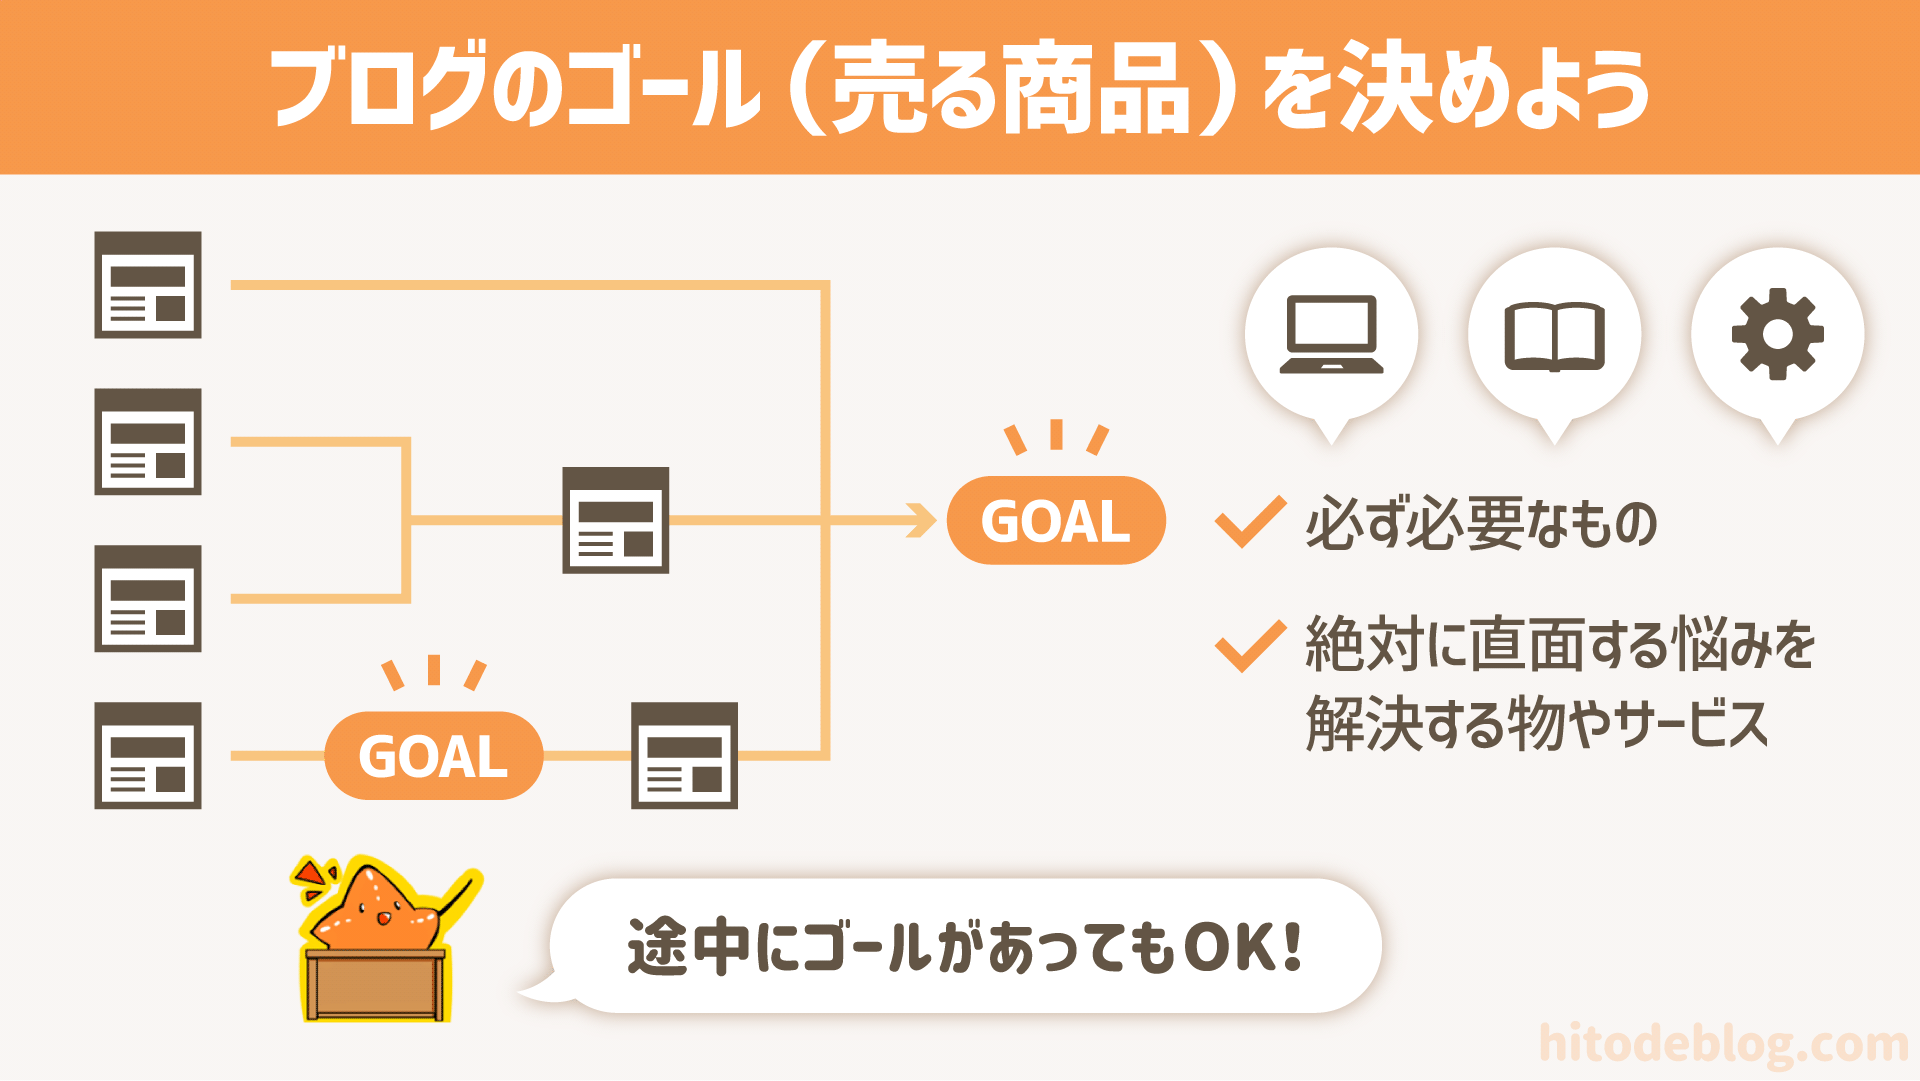 ブログのゴール（売る商品）を決めよう
GOAL
必ず必要なもの
絶対に直面する悩みを
解決する物やサービス
GOAL
途中にゴールがあってもOK！
hitodeblog.com